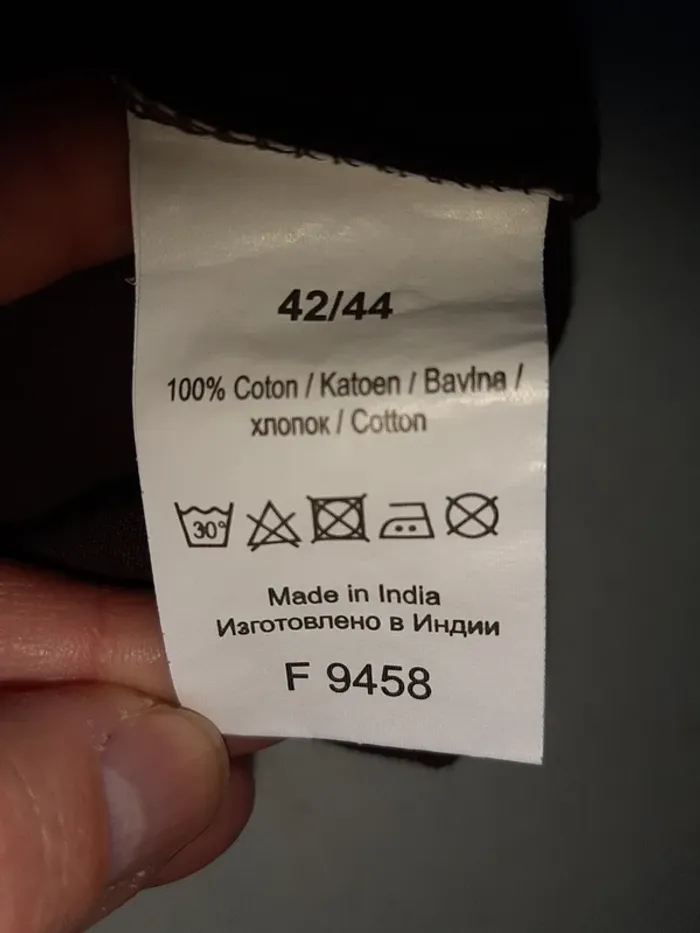 42/44
100% Coton / Katoen / Bavlna /
хлопок / Cotton
30°
Made in India
Изготовлено в Индии
F 9458